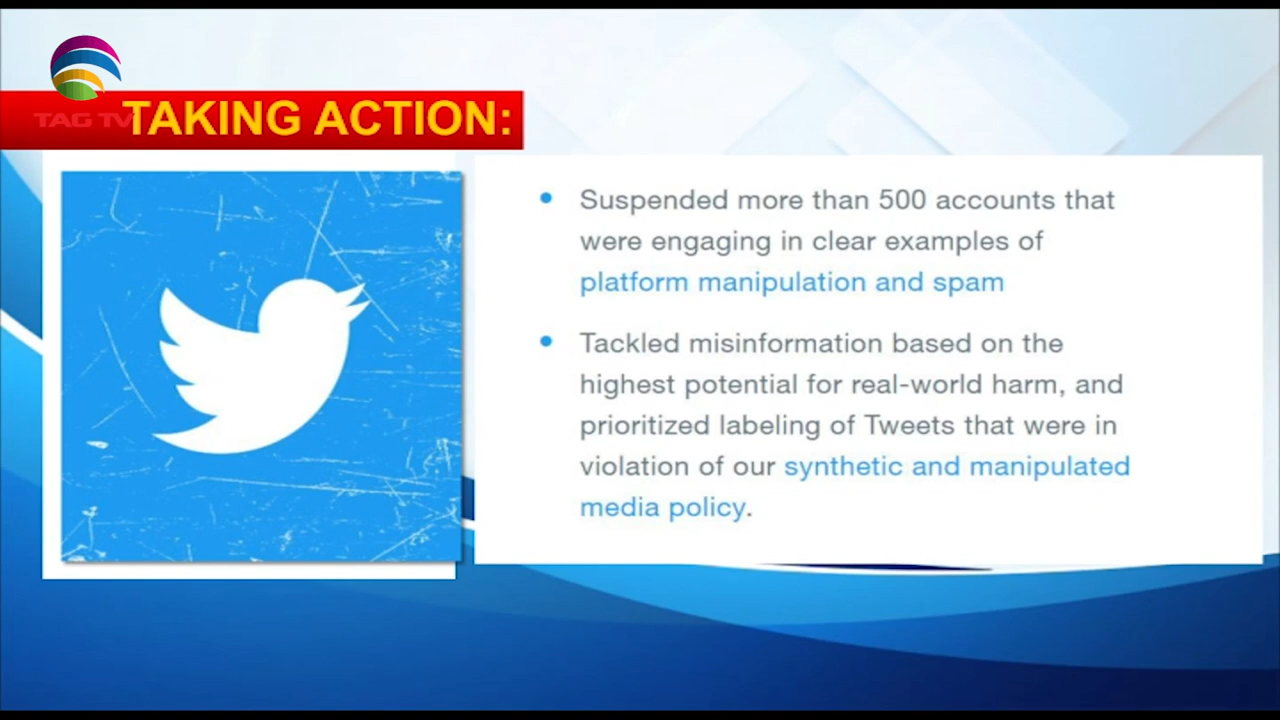 TAG TV
TAKING ACTION:
• Suspended more than 500 accounts that
were engaging in clear examples of
platform manipulation and spam
• Tackled misinformation based on the
highest potential for real-world harm, and
prioritized labeling of Tweets that were in
violation of our synthetic and manipulated
media policy.